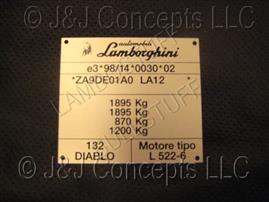 © J&J Concepts LLC
automobili
Lamborghini
e3*98/14*0030*02
*ZA9DE01A0 LA12 *
1895 Kg
1895 Kg
870 Kg
1200 Kg
132
DIABLO
Motore tipo
L 522-6
© J&J Concepts LLC